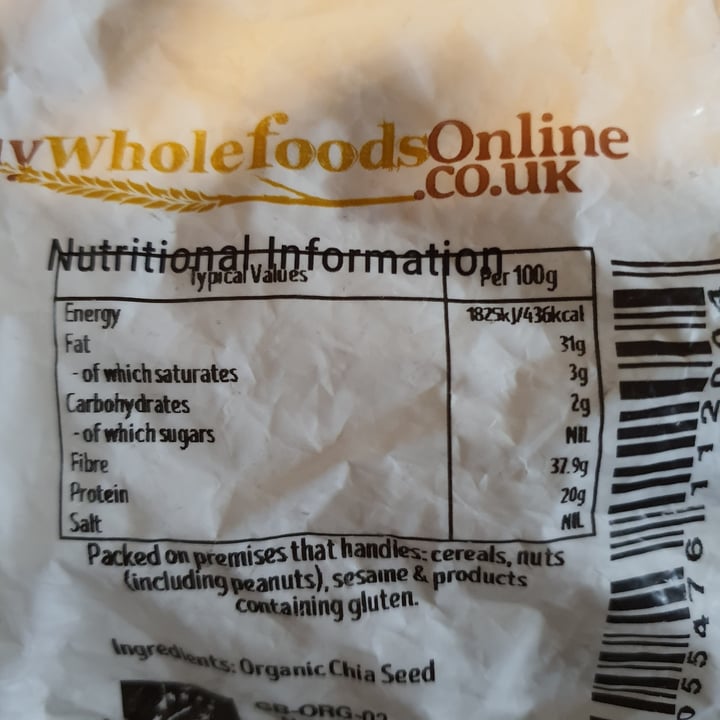 WholefoodsOnline
.co.uk
Nutritional Information
Typical Values Per 100g
Energy 1825kJ/436kcal
Fat 31g
- of which saturates 3g
Carbohydrates 2g
- of which sugars NIL
Fibre 37.9g
Protein 20g
Salt NIL
Packed on premises that handles: cereals, nuts
(including peanuts), sesame & products
containing gluten.
Ingredients: Organic Chia Seed